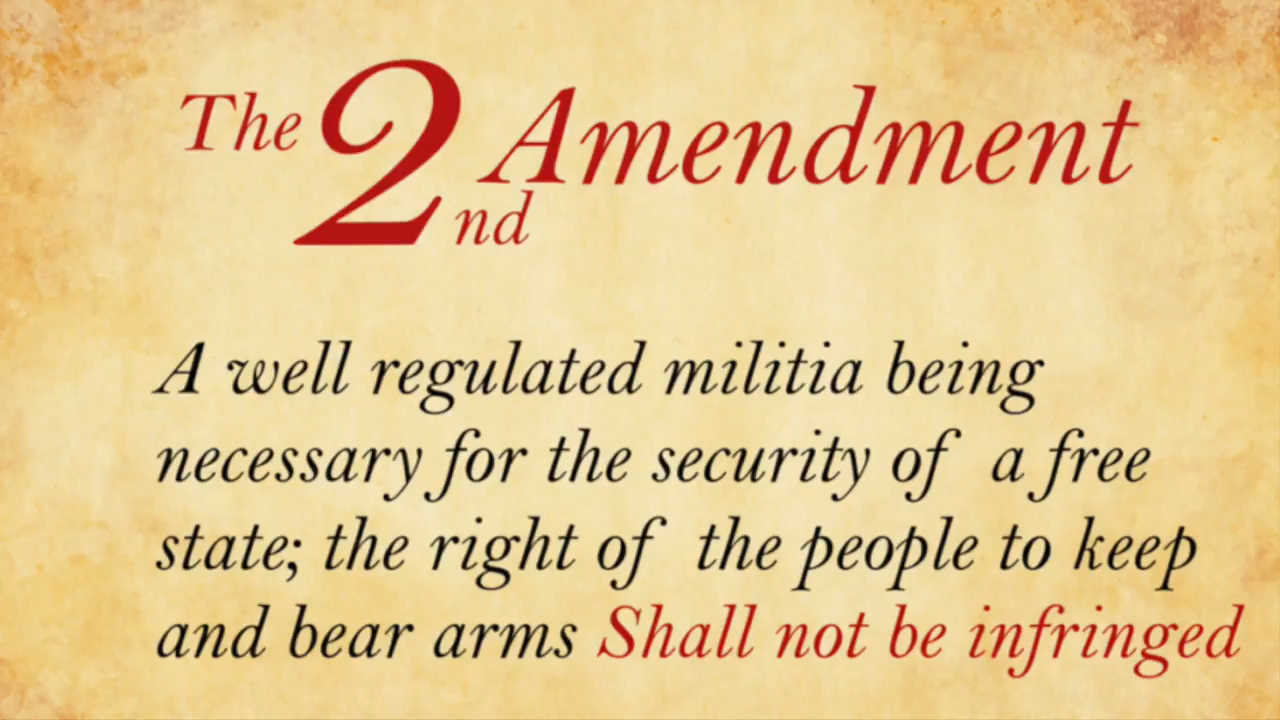 The 2nd Amendment
A well regulated militia being
necessary for the security of a free
state; the right of the people to keep
and bear arms Shall not be infringed